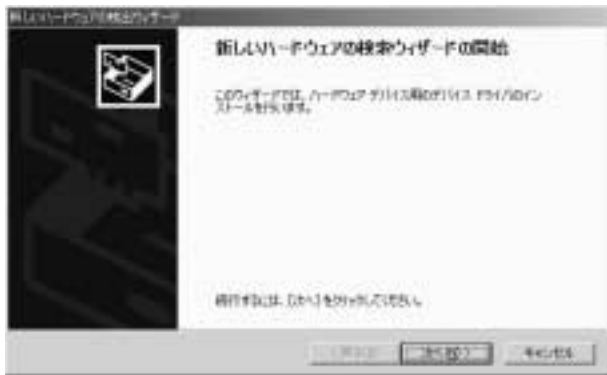 新しいハードウェアの検出ウィザード
新しいハードウェアの検索ウィザードの開始
このウィザードでは、ハードウェア デバイス用のデバイス ドライバのイン
ストールを行います。
続行するには、[次へ] をクリックしてください。
次へ(N) >
キャンセル